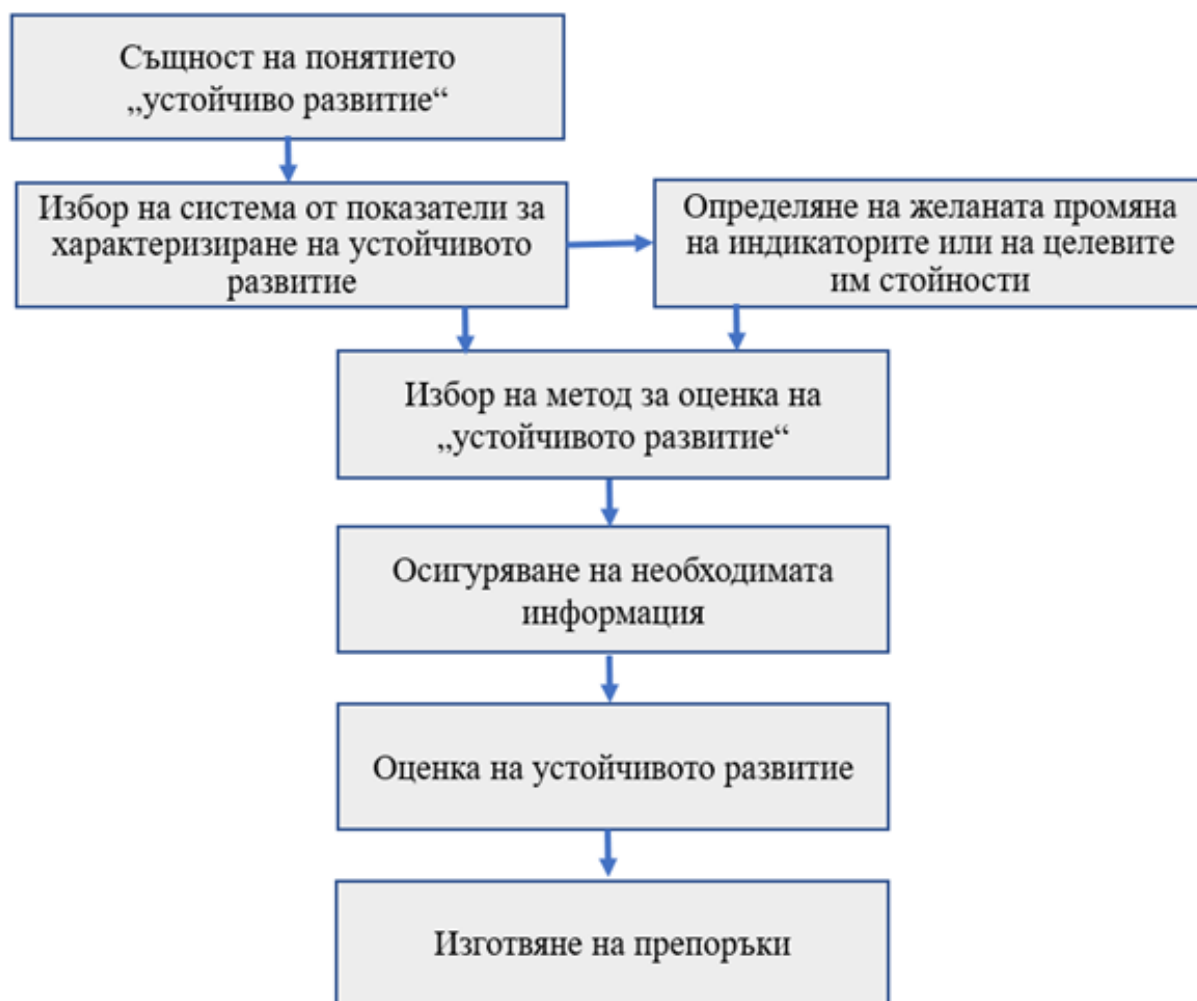 Същност на понятието
„устойчиво развитие“
Избор на система от показатели за
характеризиране на устойчивото
развитие
Определяне на желаната промяна
на индикаторите или на целевите
им стойности
Избор на метод за оценка на
„устойчивото развитие“
Осигуряване на необходимата
информация
Оценка на устойчивото развитие
Изготвяне на препоръки